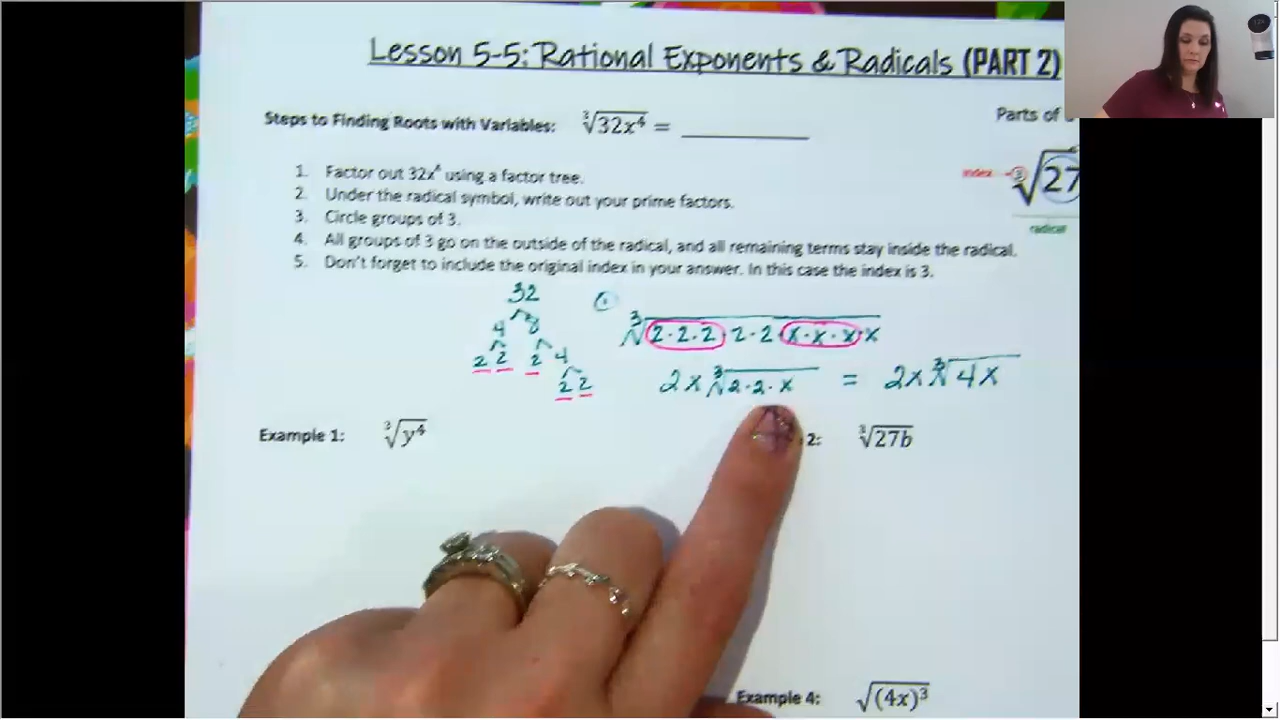 Lesson 5-5: Rational Exponents & Radicals (PART 2)
Steps to Finding Roots with Variables: ∛32x⁴ = ________
Parts of
1. Factor out 32x⁴ using a factor tree.
2. Under the radical symbol, write out your prime factors.
3. Circle groups of 3.
4. All groups of 3 go on the outside of the radical, and all remaining terms stay inside the radical.
5. Don't forget to include the original index in your answer. In this case the index is 3.
index
3√27
radical
32
4 8
2 2 2 4
2 2
∛2·2·2·2·2·x·x·x·x
2x∛2·2·x = 2x∛4x
Example 1: ∛y⁴
2: ∛27b
Example 4: √(4x)³